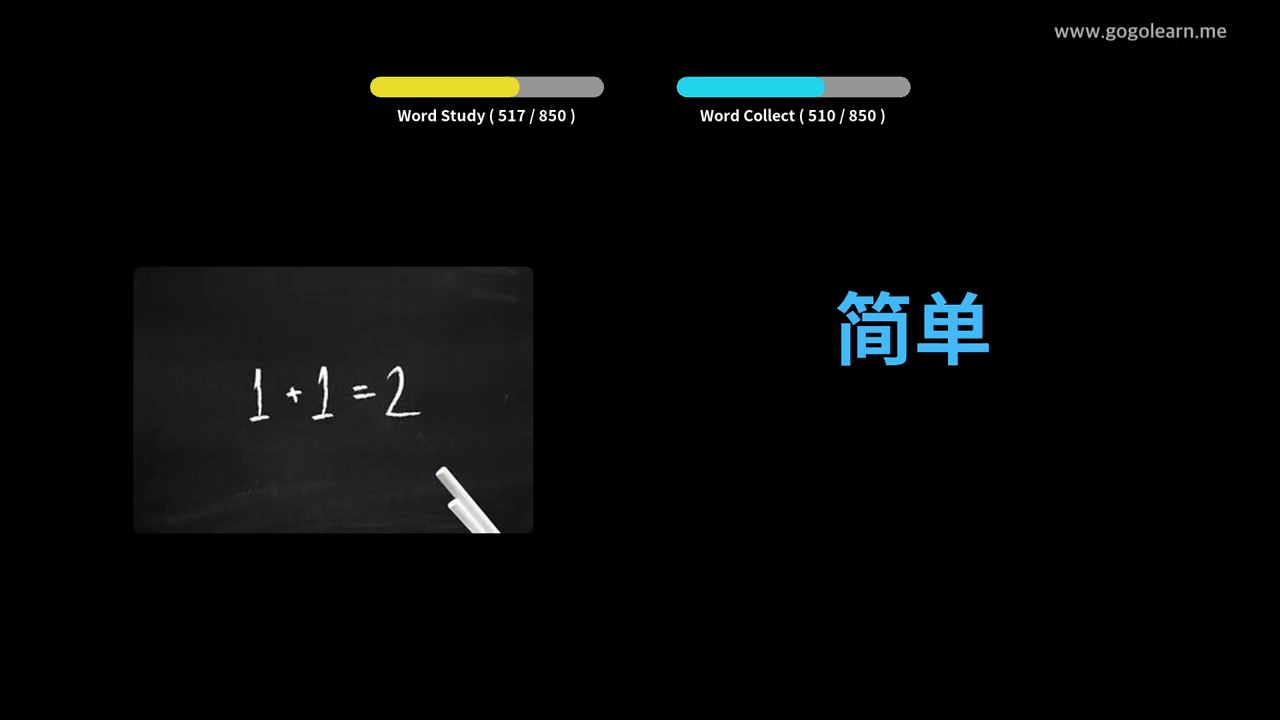 www.gogolearn.me
Word Study ( 517 / 850 )
Word Collect ( 510 / 850 )
简单
1 + 1 = 2